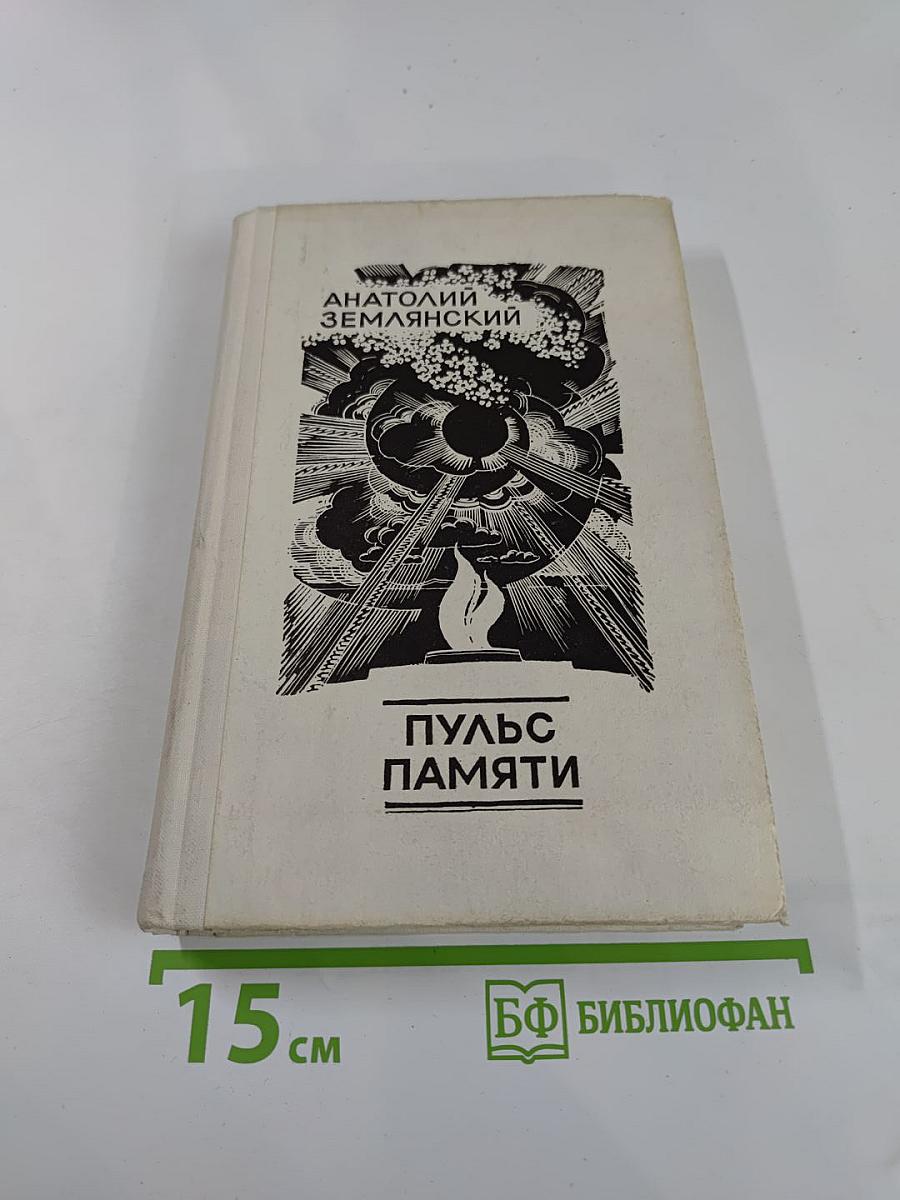 АНАТОЛИЙ
ЗЕМЛЯНСКИЙ
ПУЛЬС
ПАМЯТИ
15 см
БФ БИБЛИОФАН